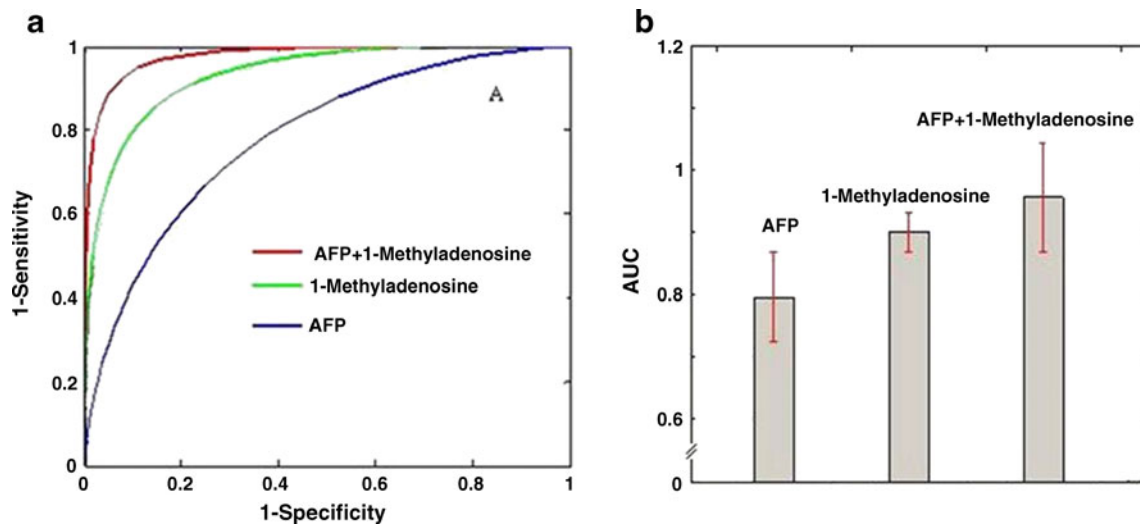 a
1
0.8
0.6
0.4
0.2
0
1-Sensitivity
A
AFP+1-Methyladenosine
1-Methyladenosine
AFP
0
0.2
0.4
0.6
0.8
1
1-Specificity
b
1.2
1
0.8
0.6
0
AUC
AFP
1-Methyladenosine
AFP+1-Methyladenosine